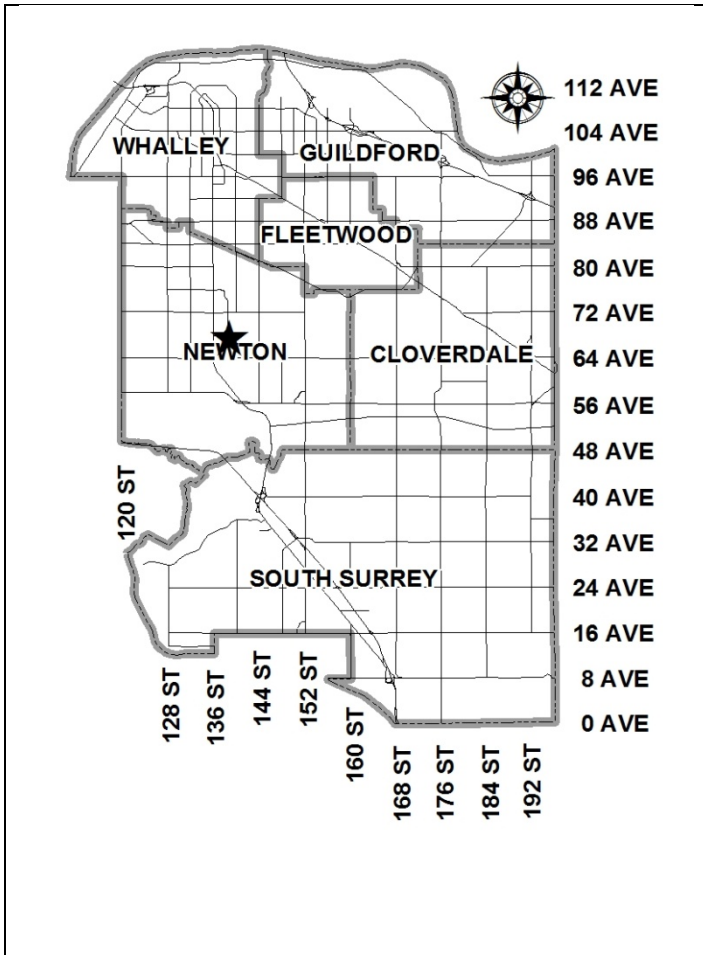 112 AVE
104 AVE
WHALLEY
GUILDFORD
96 AVE
88 AVE
FLEETWOOD
80 AVE
72 AVE
NEWTON
CLOVERDALE
64 AVE
56 AVE
48 AVE
120 ST
40 AVE
32 AVE
SOUTH SURREY
24 AVE
16 AVE
128 ST
136 ST
144 ST
152 ST
8 AVE
160 ST
0 AVE
168 ST
176 ST
184 ST
192 ST